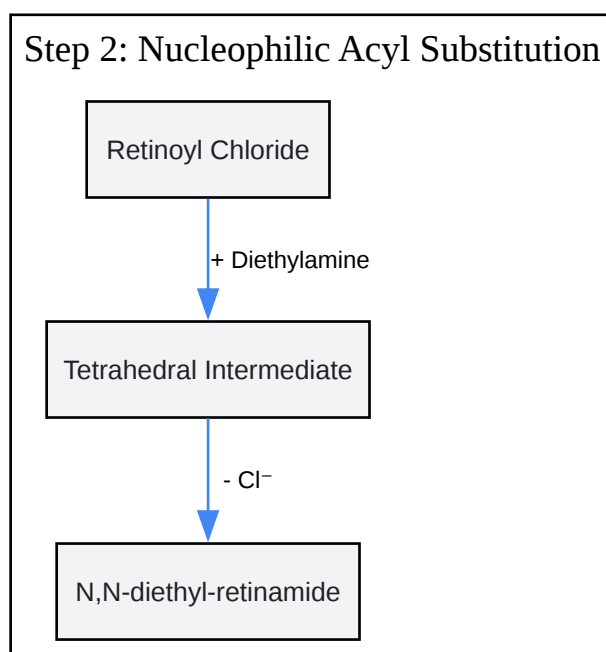 Step 2: Nucleophilic Acyl Substitution
Retinoyl Chloride
+ Diethylamine
Tetrahedral Intermediate
- Cl⁻
N,N-diethyl-retinamide